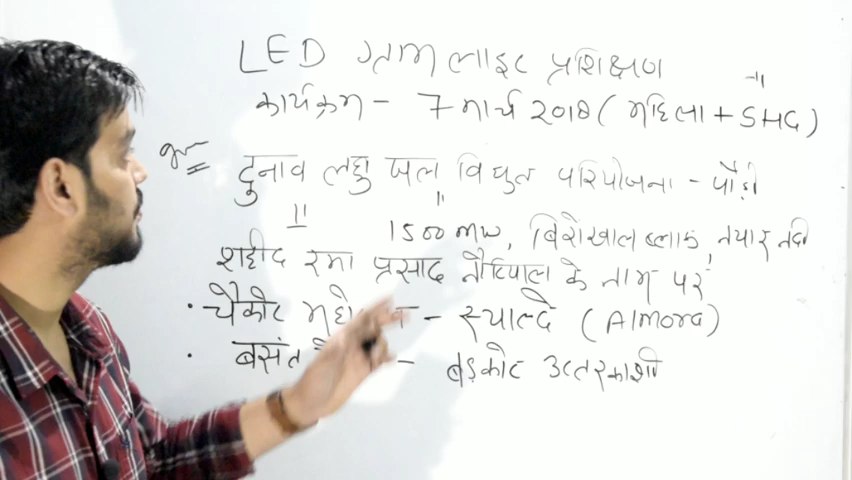 LED ग्रामलाइट प्रशिक्षण
कार्यक्रम - 7 मार्च 2018 (महिला + SHG)
दुनाव लघु जल विघुत परियोजना - पौड़ी
1500 mw, बिरोखाल ब्लाक, नयार नदी
शहीद रमा प्रसाद नौटियाल के नाम पर
• चैकोट - स्याल्दे (Almora)
• बसंत - बड़कोट उत्तरकाशी